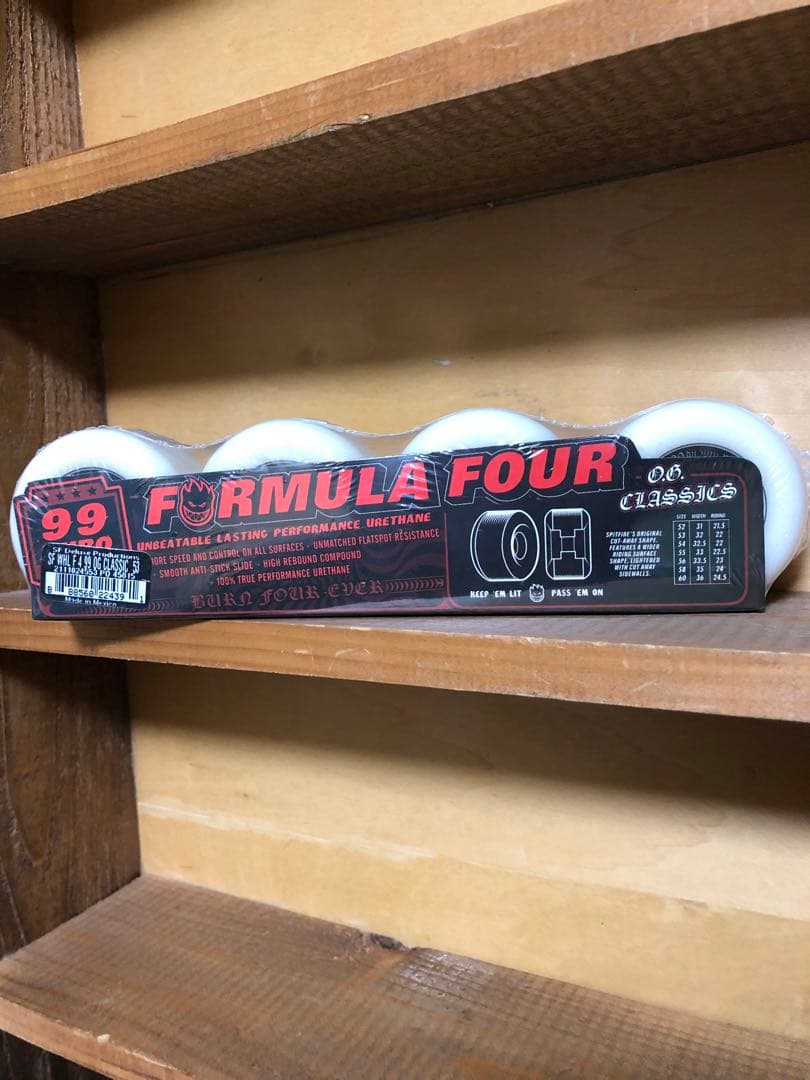 99
FORMULA FOUR
UNBEATABLE LASTING PERFORMANCE URETHANE
MORE SPEED AND CONTROL ON ALL SURFACES - UNMATCHED FLATSPOT RESISTANCE
- SMOOTH ANTI-STICK SLIDE - HIGH REBOUND COMPOUND
100% TRUE PERFORMANCE URETHANE
BURN FOUR EVER
SF Deluxe Productions
SF WHL F4 99 OG CLASSIC 53
Made in Mexico
O.G.
CLASSICS
SPITFIRE'S ORIGINAL
CUT-AWAY SHAPE.
FEATURES A WIDER
RIDING SURFACE
SHAPE, LIGHTENED
WITH CUT AWAY
SIDEWALLS.
SIZE WIDTH RIDING
52 31 21.5
53 32 22
54 32.5 22
55 33 22.5
56 33.5 23
58 35 24
60 36 24.5
KEEP 'EM LIT PASS 'EM ON